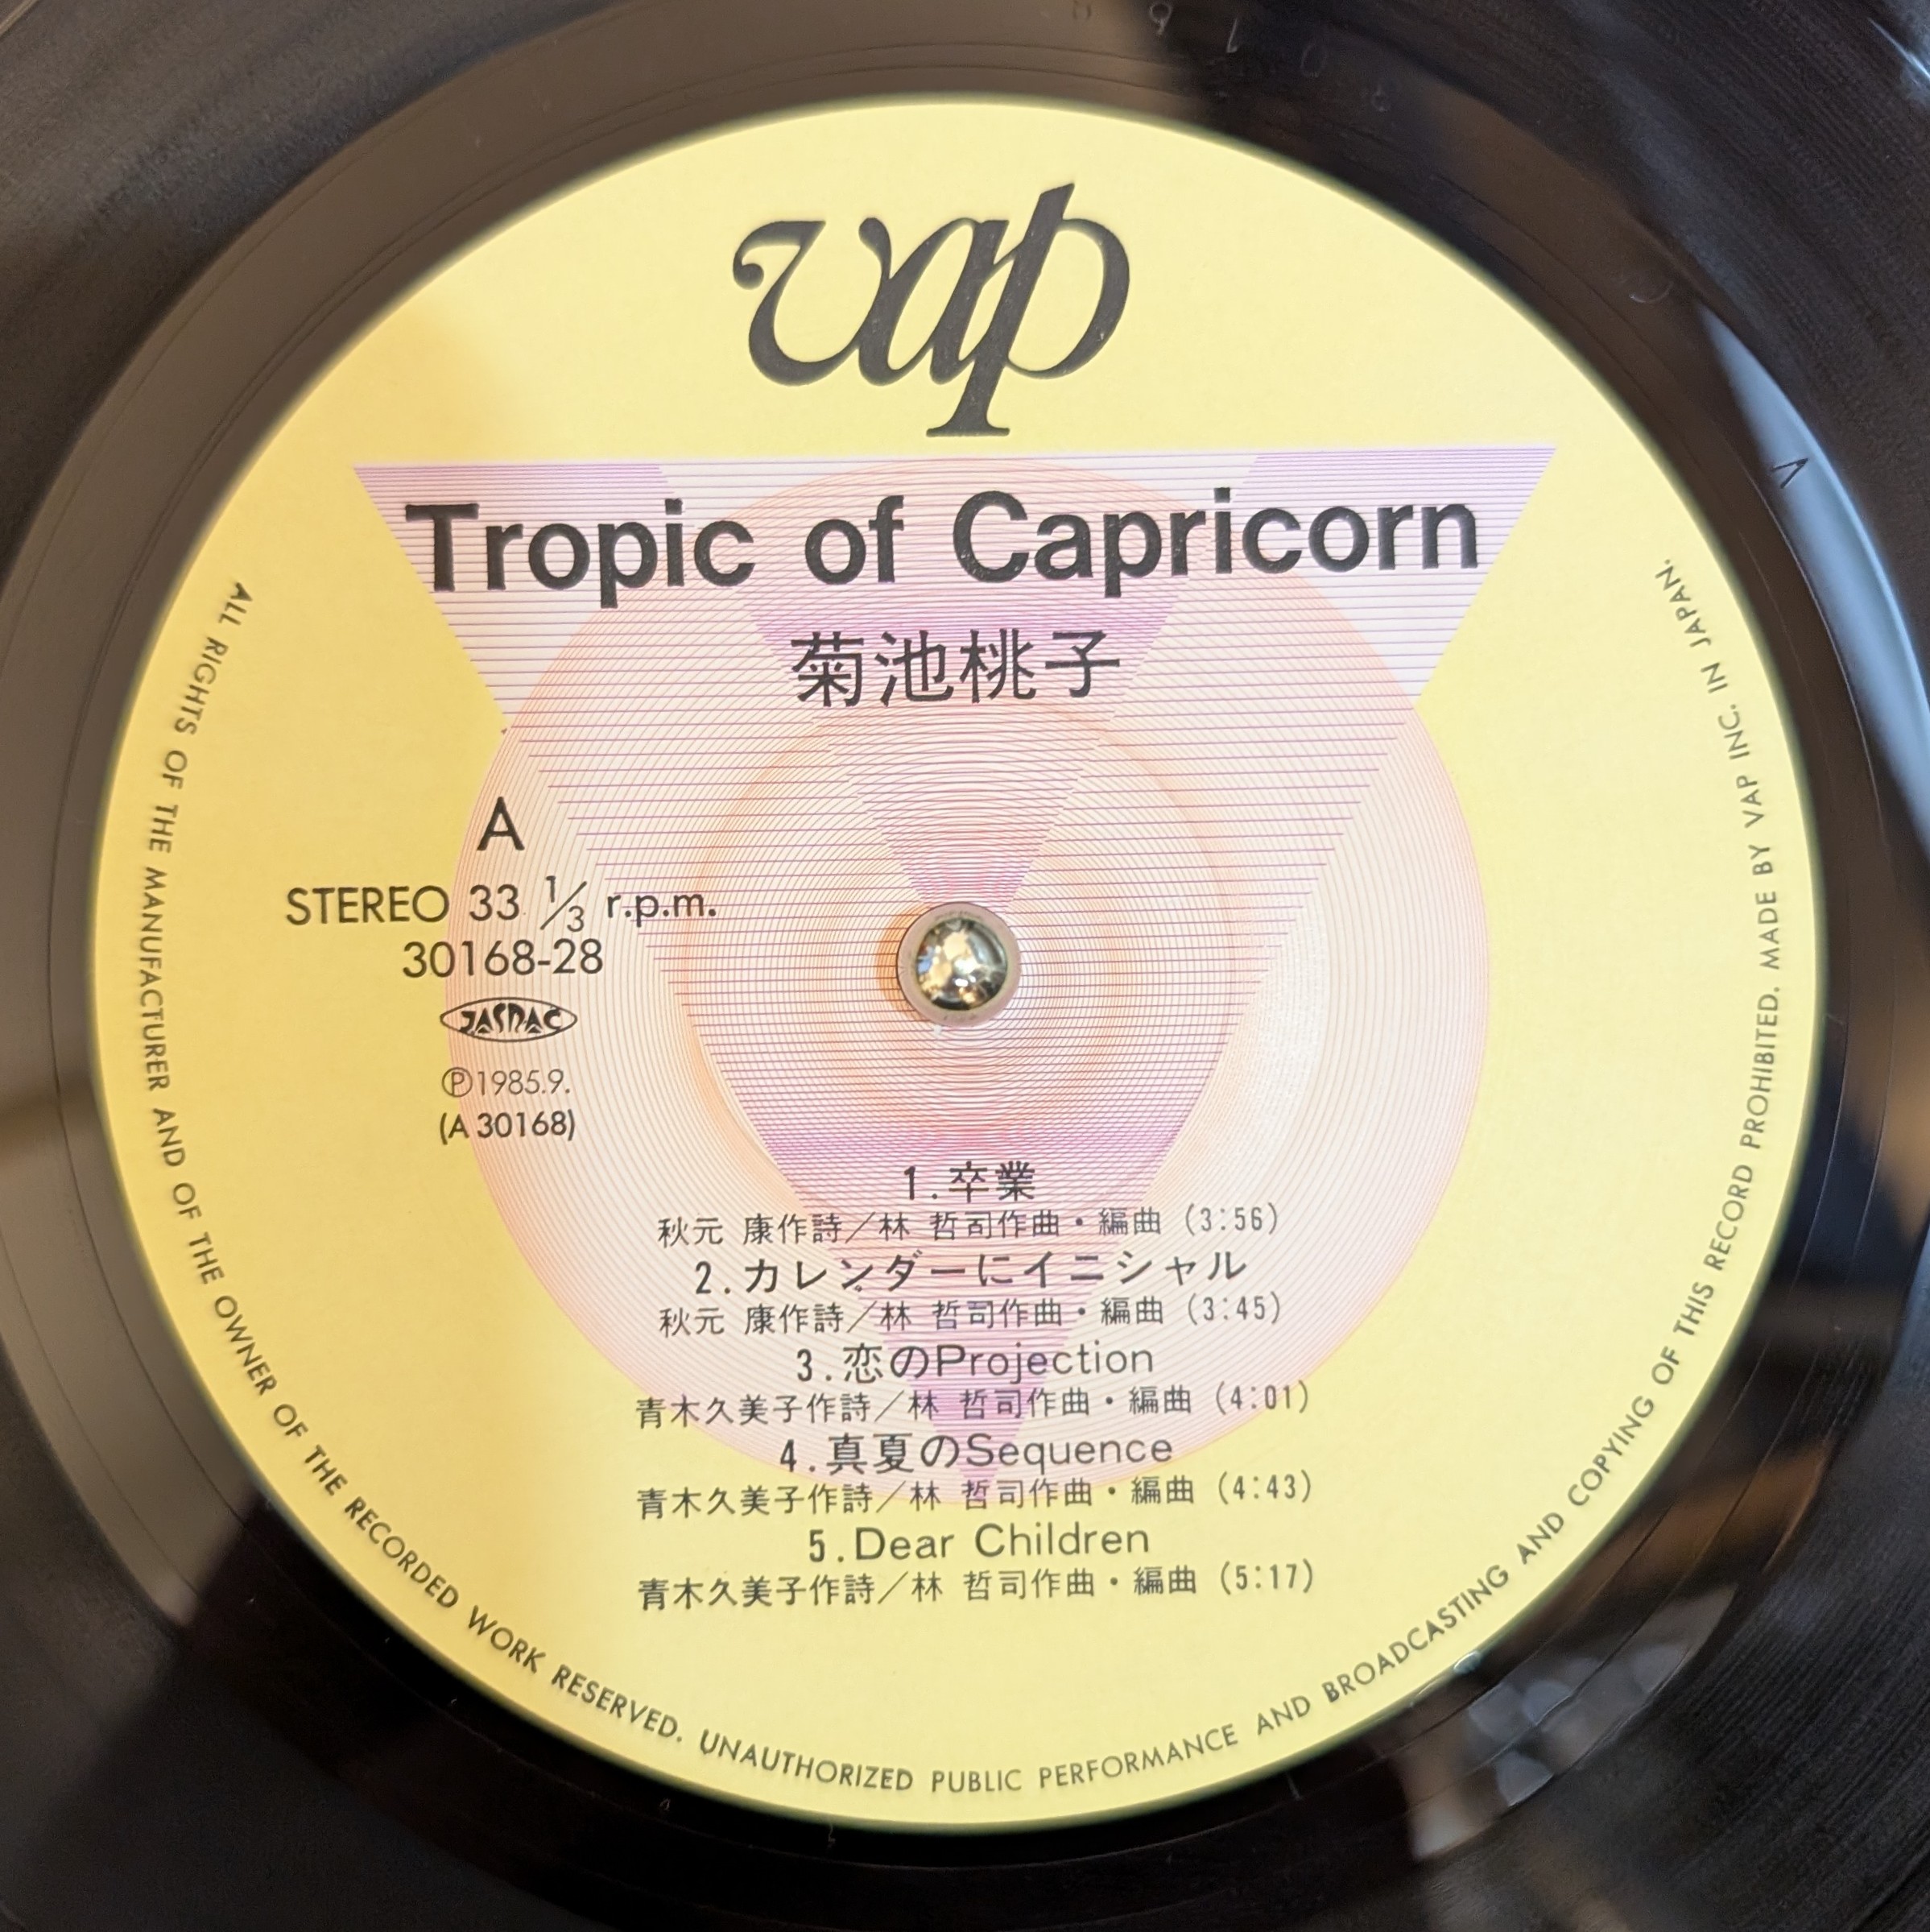 vap
Tropic of Capricorn
菊池桃子
A
STEREO 33 1/3 r.p.m.
30168-28
JASRAC
Ⓟ1985.9.
(A 30168)
1.卒業
秋元 康作詩／林 哲司作曲・編曲 (3:56)
2.カレンダーにイニシャル
秋元 康作詩／林 哲司作曲・編曲 (3:45)
3.恋のProjection
青木久美子作詩／林 哲司作曲・編曲 (4:01)
4.真夏のSequence
青木久美子作詩／林 哲司作曲・編曲 (4:43)
5.Dear Children
青木久美子作詩／林 哲司作曲・編曲 (5:17)
ALL RIGHTS OF THE MANUFACTURER AND OF THE OWNER OF THE RECORDED WORK RESERVED. UNAUTHORIZED PUBLIC PERFORMANCE AND BROADCASTING AND COPYING OF THIS RECORD PROHIBITED. MADE BY VAP INC. IN JAPAN.